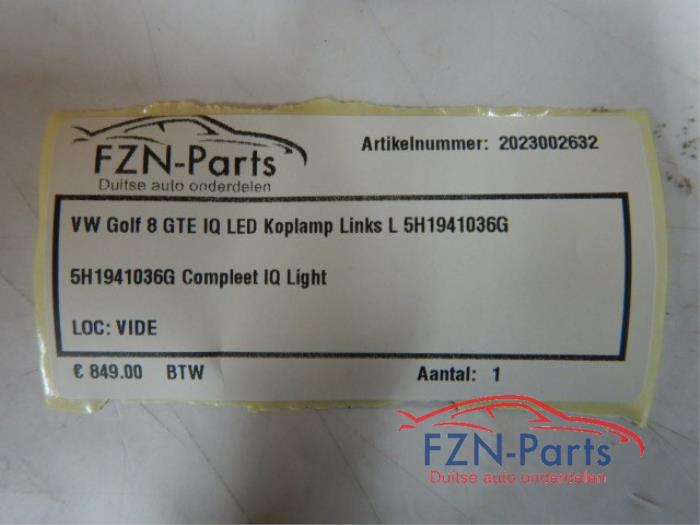 FZN-Parts
Duitse auto onderdelen
Artikelnummer: 2023002632
VW Golf 8 GTE IQ LED Koplamp Links L 5H1941036G
5H1941036G Compleet IQ Light
LOC: VIDE
€ 849.00 BTW
Aantal: 1
FZN-Parts
Duitse auto onderdelen